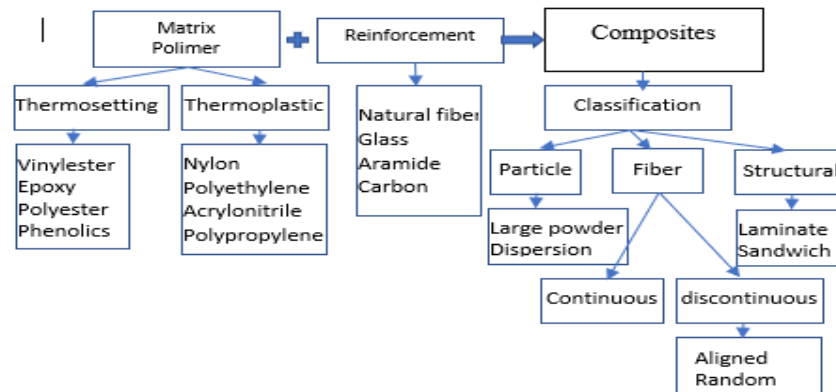 Matrix
Polimer
Reinforcement
Composites
Thermosetting
Thermoplastic
Natural fiber
Glass
Aramide
Carbon
Classification
Vinylester
Epoxy
Polyester
Phenolics
Nylon
Polyethylene
Acrylonitrile
Polypropylene
Particle
Fiber
Structural
Large powder
Dispersion
Laminate
Sandwich
Continuous
discontinuous
Aligned
Random